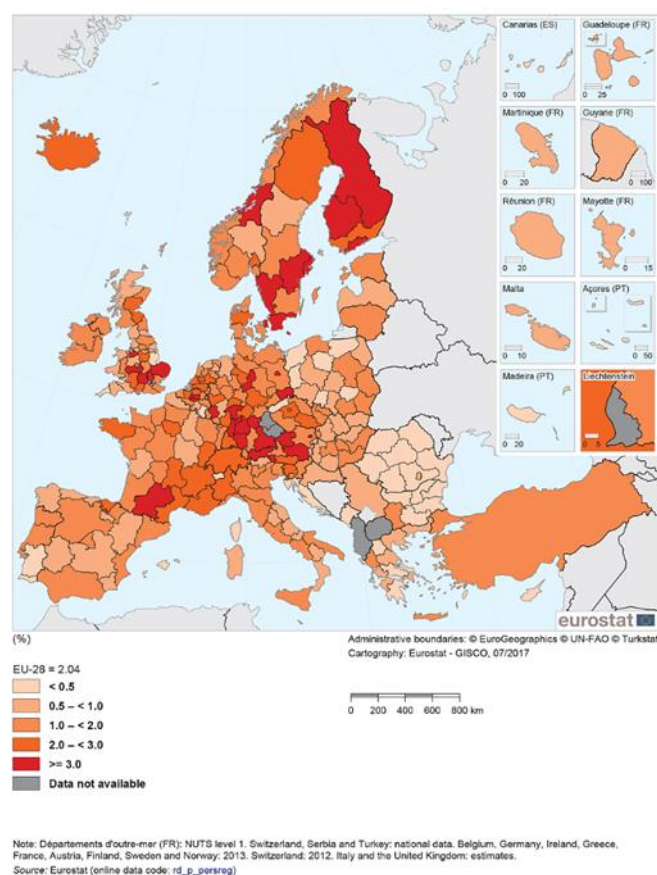 Canarias (ES)
0 100
Guadeloupe (FR)
0 25
Martinique (FR)
0 20
Guyane (FR)
0 100
Réunion (FR)
0 20
Mayotte (FR)
0 15
Malta
0 10
Açores (PT)
0 50
Madeira (PT)
0 20
Liechtenstein
0 5
eurostat
(%)
Administrative boundaries: © EuroGeographics © UN-FAO © Turkstat
Cartography: Eurostat - GISCO, 07/2017
EU-28 = 2.04
< 0.5
0.5 – < 1.0
1.0 – < 2.0
2.0 – < 3.0
>= 3.0
Data not available
0 200 400 600 800 km
Note: Départements d'outre-mer (FR): NUTS level 1. Switzerland, Serbia and Turkey: national data. Belgium, Germany, Ireland, Greece,
France, Austria, Finland, Sweden and Norway: 2013. Switzerland: 2012. Italy and the United Kingdom: estimates.
Source: Eurostat (online data code: rd_p_persreg)